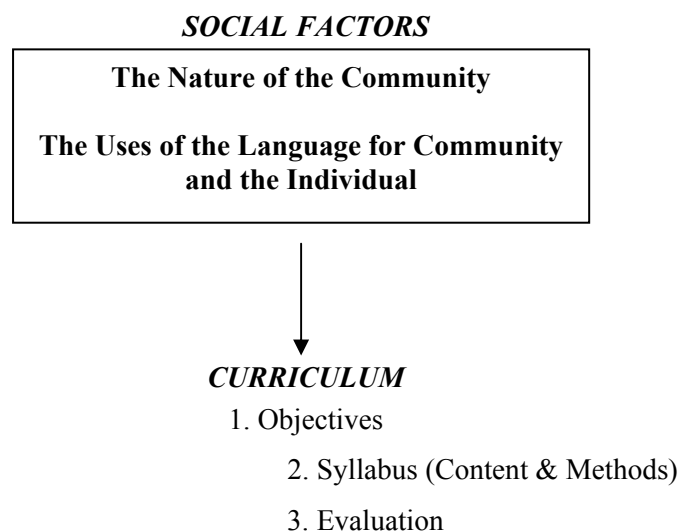 SOCIAL FACTORS
The Nature of the Community
The Uses of the Language for Community
and the Individual
CURRICULUM
1. Objectives
2. Syllabus (Content & Methods)
3. Evaluation